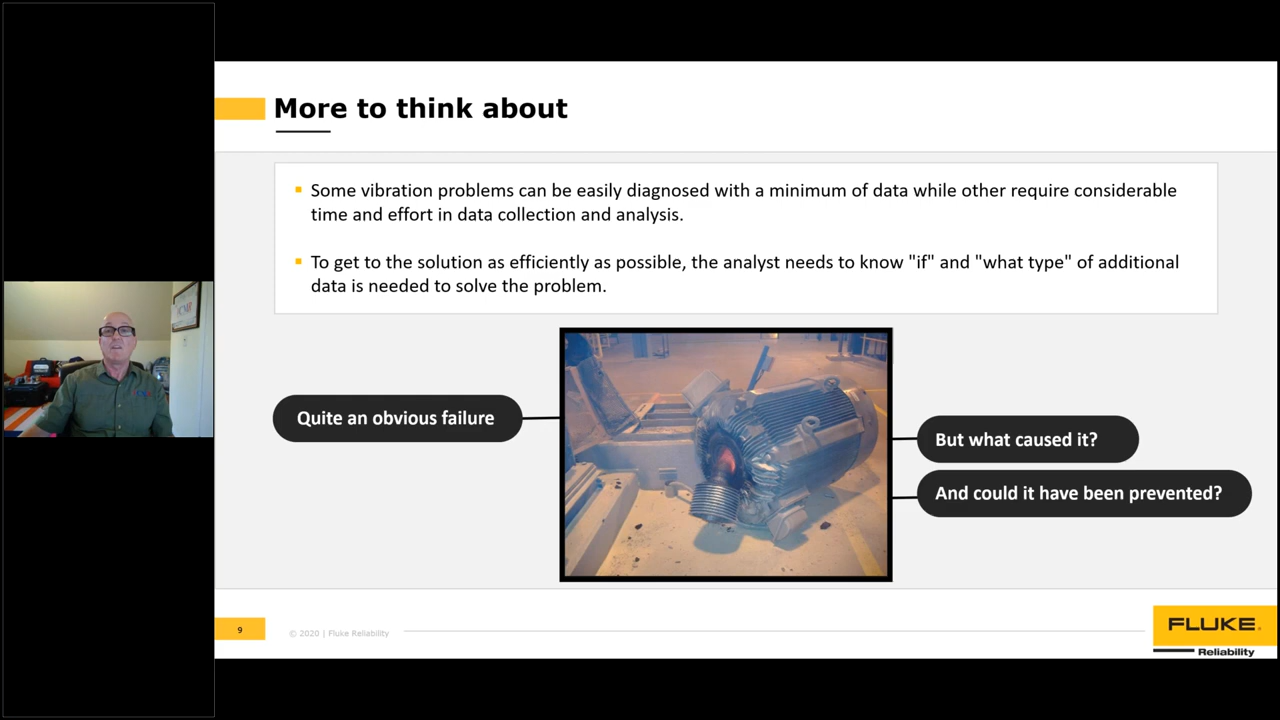 More to think about
Some vibration problems can be easily diagnosed with a minimum of data while other require considerable
time and effort in data collection and analysis.
To get to the solution as efficiently as possible, the analyst needs to know "if" and "what type" of additional
data is needed to solve the problem.
Quite an obvious failure
But what caused it?
And could it have been prevented?
9
© 2020 | Fluke Reliability
FLUKE.
Reliability